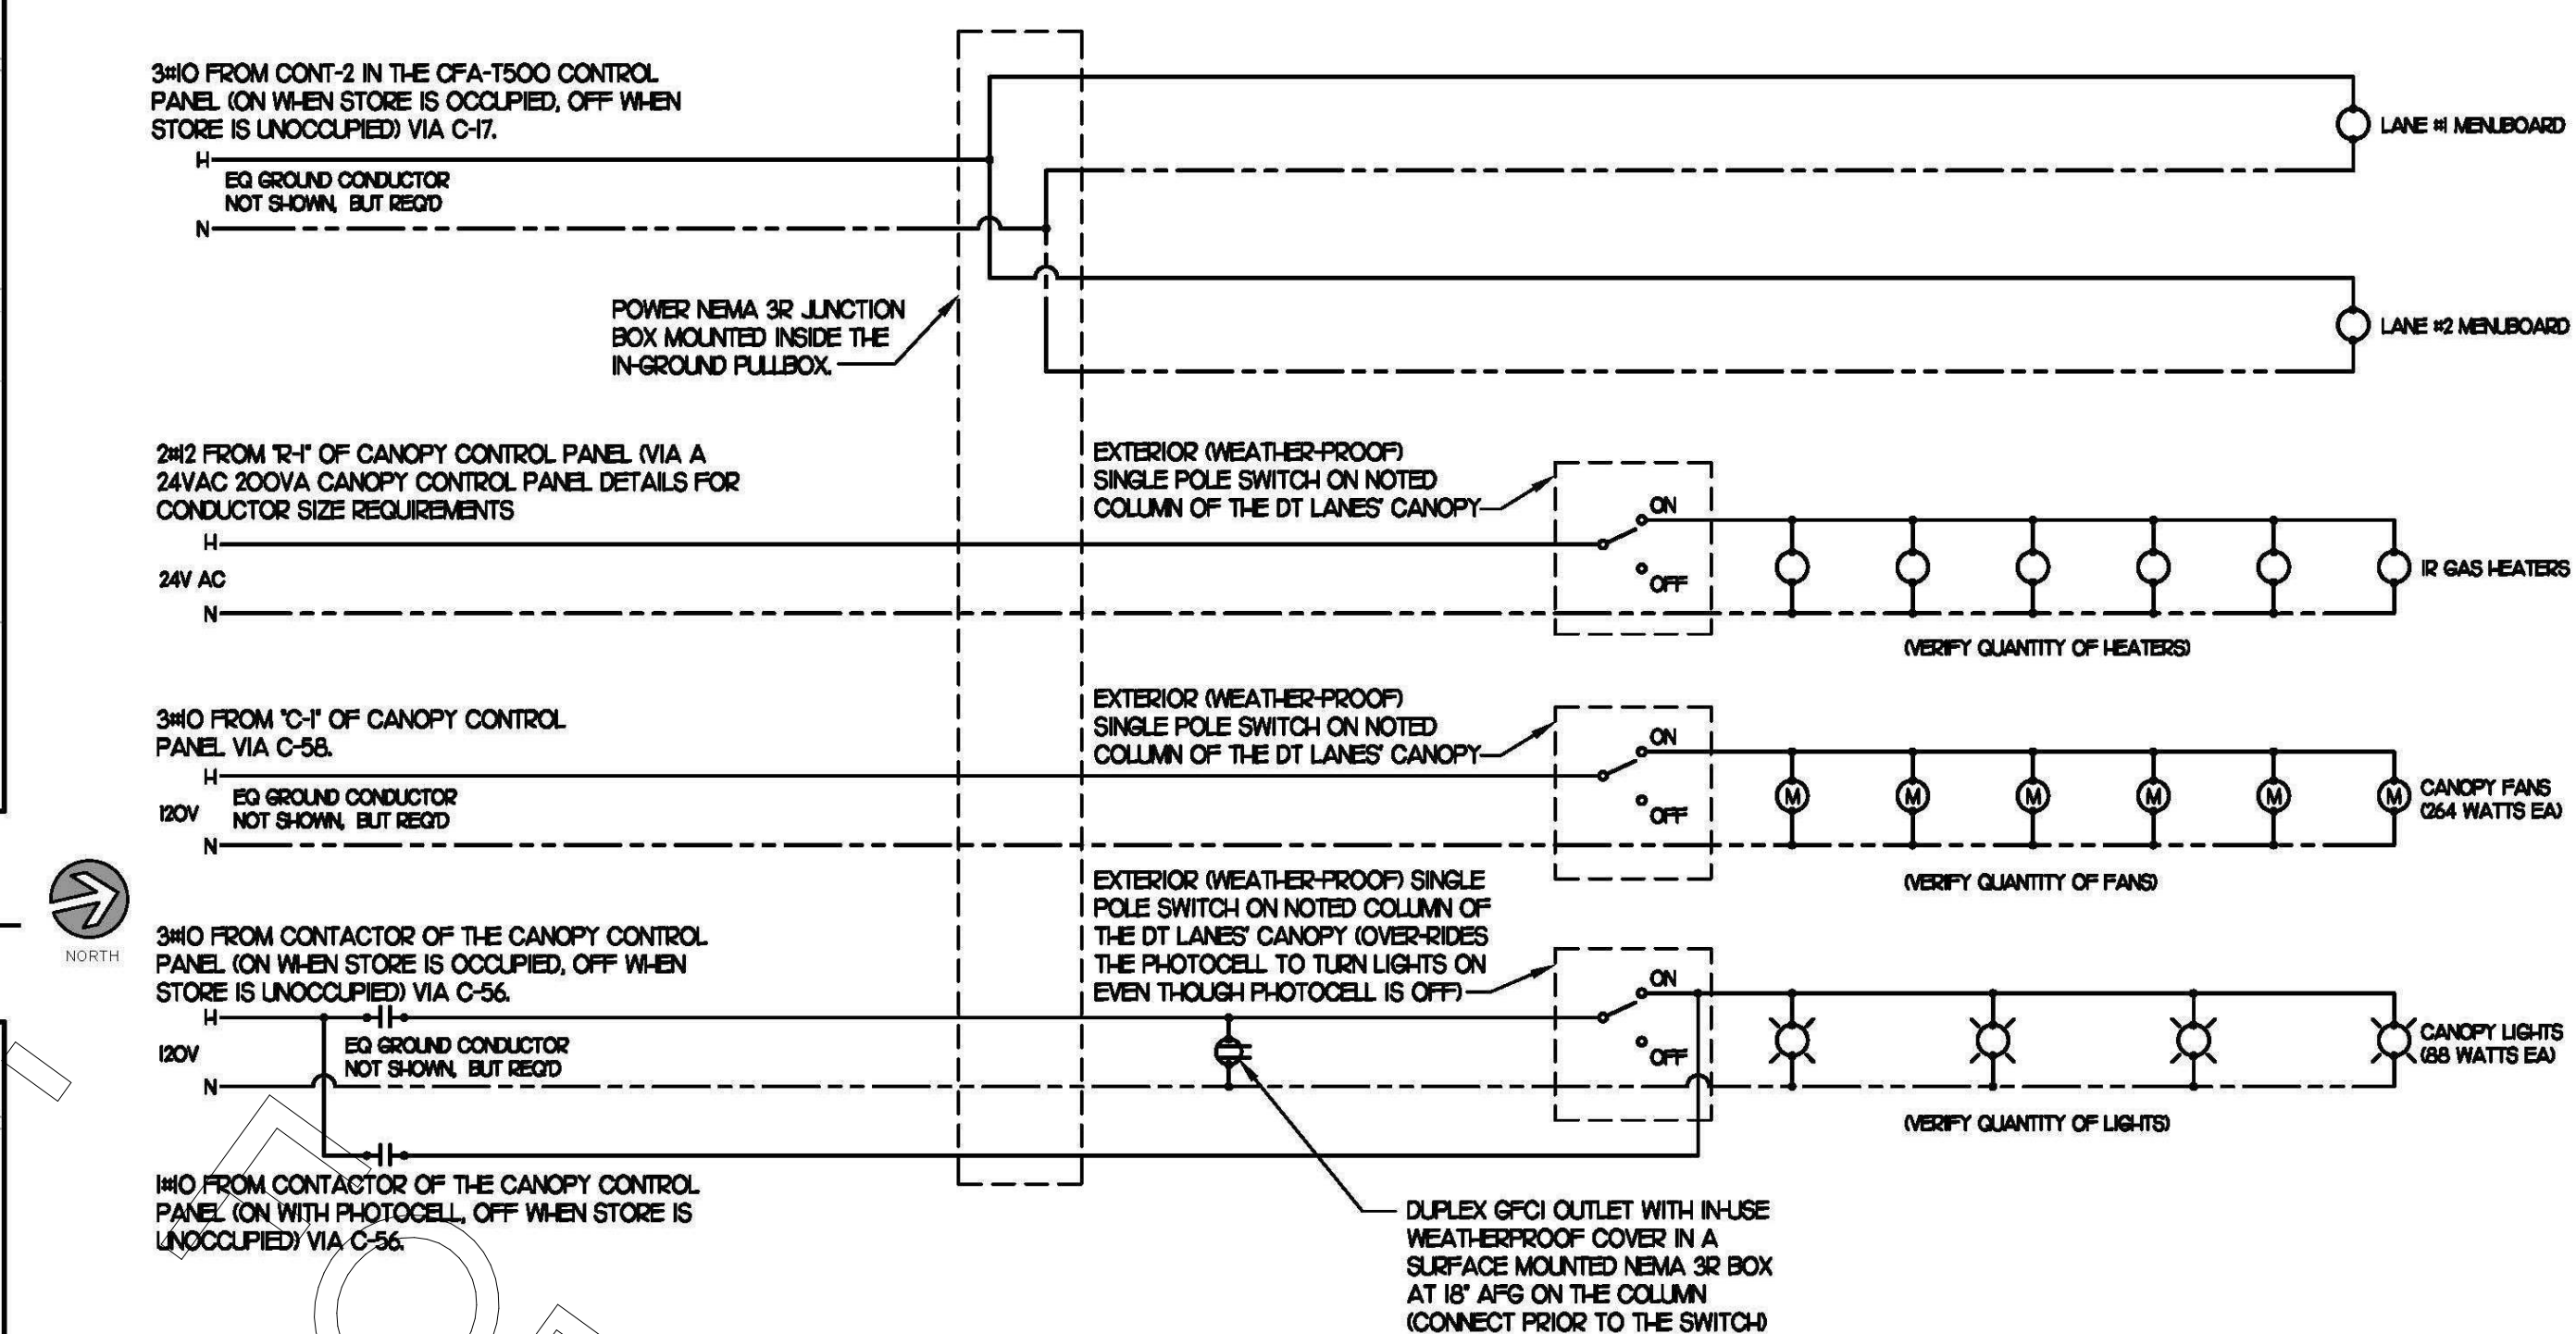 3#10 FROM CONT-2 IN THE CFA-T500 CONTROL
PANEL (ON WHEN STORE IS OCCUPIED, OFF WHEN
STORE IS UNOCCUPIED) VIA C-17.
H
EQ GROUND CONDUCTOR
NOT SHOWN, BUT REQ'D
N
LANE #1 MENUBOARD
POWER NEMA 3R JUNCTION
BOX MOUNTED INSIDE THE
IN-GROUND PULLBOX.
LANE #2 MENUBOARD
2#12 FROM "R-1" OF CANOPY CONTROL PANEL (VIA A
24VAC 200VA CANOPY CONTROL PANEL DETAILS FOR
CONDUCTOR SIZE REQUIREMENTS
H
24V AC
N
EXTERIOR (WEATHER-PROOF)
SINGLE POLE SWITCH ON NOTED
COLUMN OF THE DT LANES' CANOPY
ON
OFF
IR GAS HEATERS
(VERIFY QUANTITY OF HEATERS)
3#10 FROM "C-1" OF CANOPY CONTROL
PANEL VIA C-58.
H
EQ GROUND CONDUCTOR
120V
NOT SHOWN, BUT REQ'D
N
EXTERIOR (WEATHER-PROOF)
SINGLE POLE SWITCH ON NOTED
COLUMN OF THE DT LANES' CANOPY
ON
OFF
M M M M M M
CANOPY FANS
(264 WATTS EA)
(VERIFY QUANTITY OF FANS)
NORTH
3#10 FROM CONTACTOR OF THE CANOPY CONTROL
PANEL (ON WHEN STORE IS OCCUPIED, OFF WHEN
STORE IS UNOCCUPIED) VIA C-56.
H
120V
EQ GROUND CONDUCTOR
NOT SHOWN, BUT REQ'D
N
EXTERIOR (WEATHER-PROOF) SINGLE
POLE SWITCH ON NOTED COLUMN OF
THE DT LANES' CANOPY (OVER-RIDES
THE PHOTOCELL TO TURN LIGHTS ON
EVEN THOUGH PHOTOCELL IS OFF)
ON
OFF
CANOPY LIGHTS
(88 WATTS EA)
(VERIFY QUANTITY OF LIGHTS)
1#10 FROM CONTACTOR OF THE CANOPY CONTROL
PANEL (ON WITH PHOTOCELL, OFF WHEN STORE IS
UNOCCUPIED) VIA C-56.
DUPLEX GFCI OUTLET WITH IN-USE
WEATHERPROOF COVER IN A
SURFACE MOUNTED NEMA 3R BOX
AT 18" AFG ON THE COLUMN
(CONNECT PRIOR TO THE SWITCH)